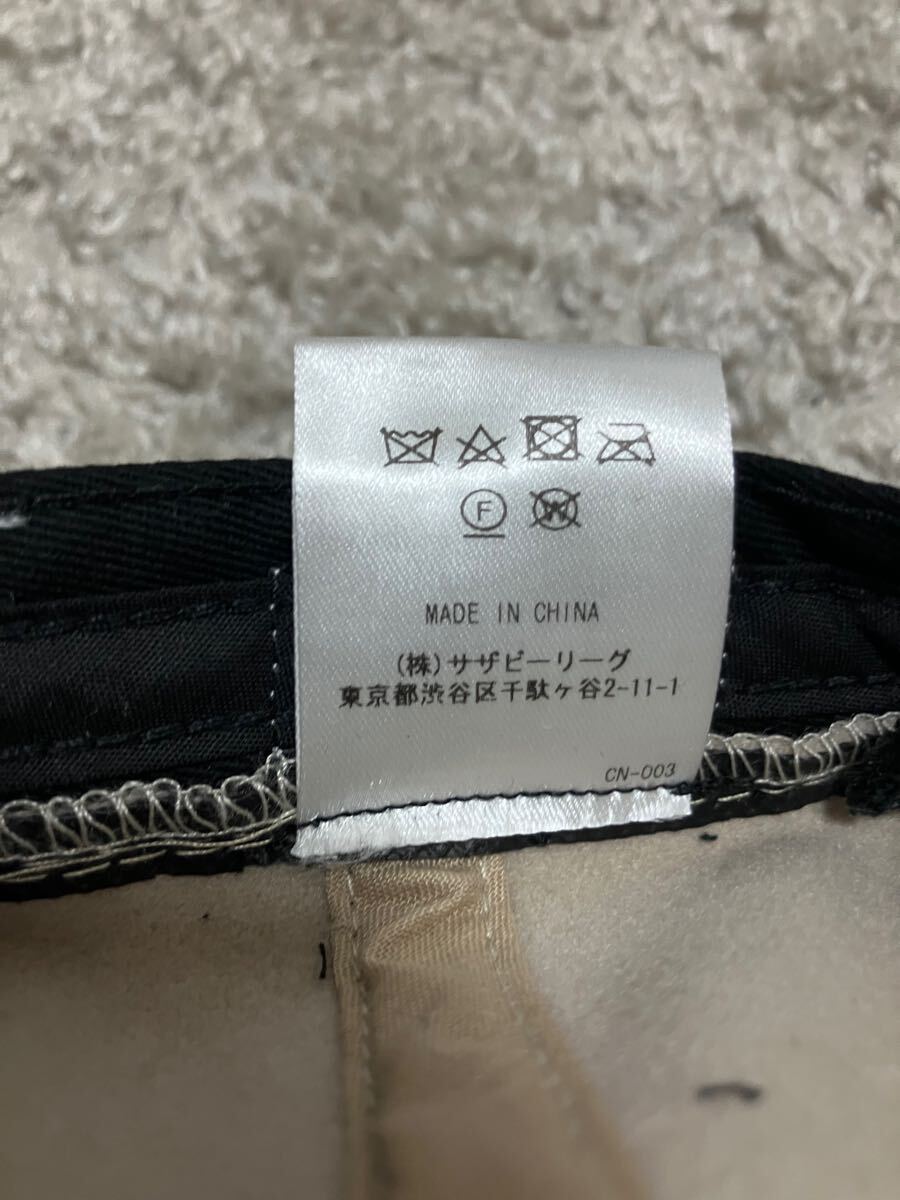 F W
MADE IN CHINA
(株)サザビーリーグ
東京都渋谷区千駄ヶ谷2-11-1
CN-003